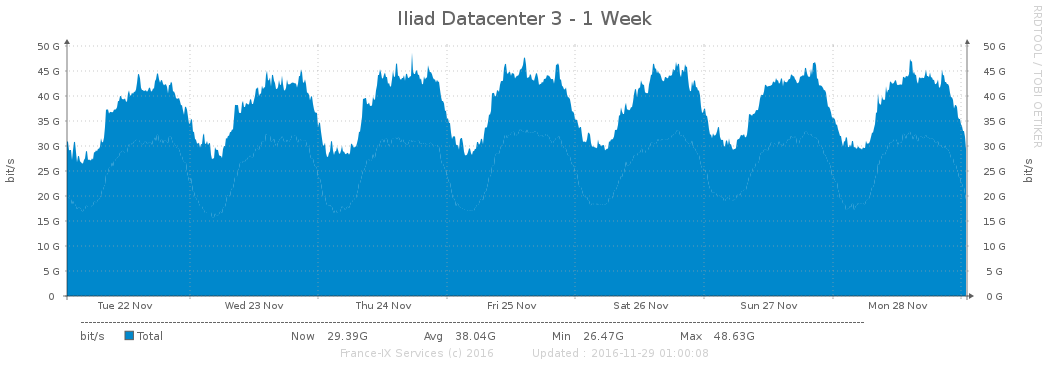 Iliad Datacenter 3 - 1 Week
RRDTOOL / TOBI OETIKER
bit/s
50 G
45 G
40 G
35 G
30 G
25 G
20 G
15 G
10 G
5 G
0
50 G
45 G
40 G
35 G
30 G
25 G
20 G
15 G
10 G
5 G
0 G
bit/s
Tue 22 Nov Wed 23 Nov Thu 24 Nov Fri 25 Nov Sat 26 Nov Sun 27 Nov Mon 28 Nov
bit/s Total Now 29.39G Avg 38.04G Min 26.47G Max 48.63G
France-IX Services (c) 2016 Updated : 2016-11-29 01:00:08